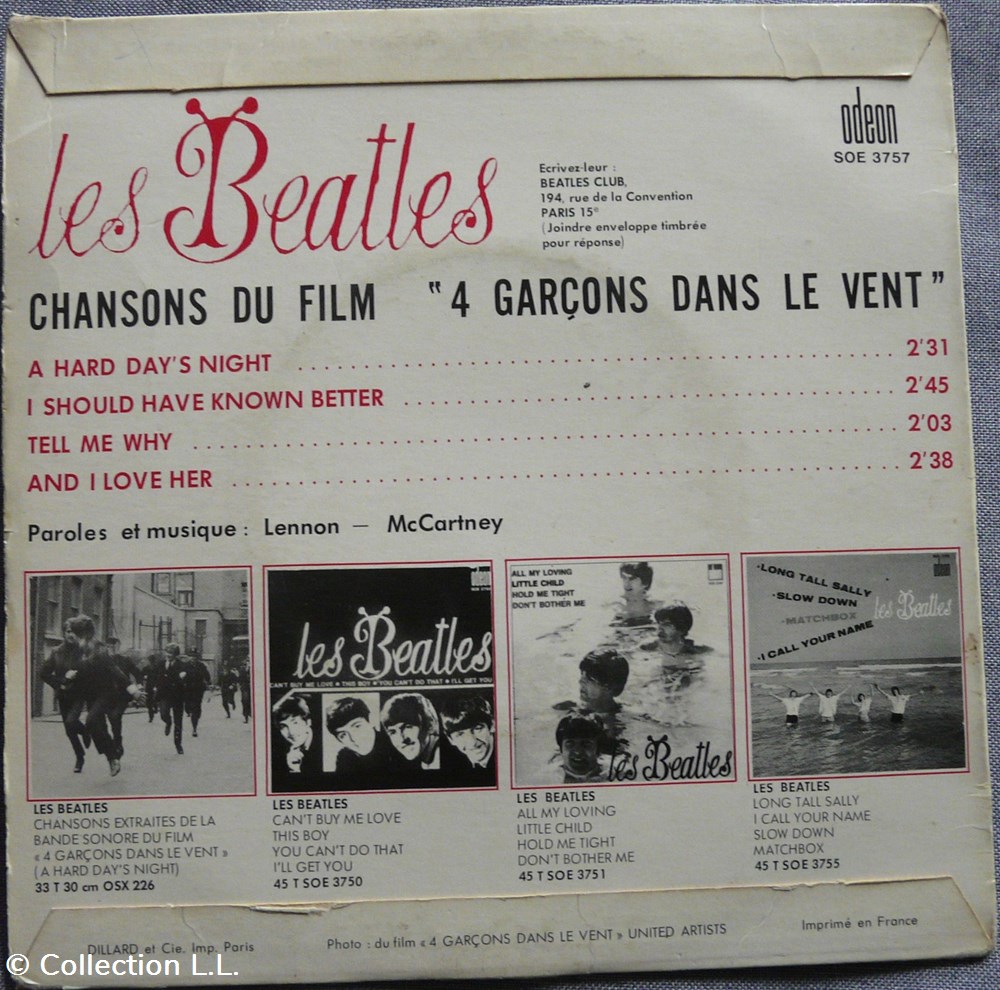 les Beatles
odeon
SOE 3757
Ecrivez-leur :
BEATLES CLUB,
194, rue de la Convention
PARIS 15e
(Joindre enveloppe timbrée
pour réponse)
CHANSONS DU FILM “ 4 GARÇONS DANS LE VENT ”
A HARD DAY'S NIGHT 2'31
I SHOULD HAVE KNOWN BETTER 2'45
TELL ME WHY 2'03
AND I LOVE HER 2'38
Paroles et musique : Lennon — McCartney
les Beatles
CAN'T BUY ME LOVE • THIS BOY • YOU CAN'T DO THAT • I'LL GET YOU
ALL MY LOVING
LITTLE CHILD
HOLD ME TIGHT
DON'T BOTHER ME
les Beatles
•LONG TALL SALLY
•SLOW DOWN
•MATCHBOX
•I CALL YOUR NAME
les Beatles
LES BEATLES
CHANSONS EXTRAITES DE LA
BANDE SONORE DU FILM
« 4 GARÇONS DANS LE VENT »
( A HARD DAY'S NIGHT)
33 T 30 cm OSX 226
LES BEATLES
CAN'T BUY ME LOVE
THIS BOY
YOU CAN'T DO THAT
I'LL GET YOU
45 T SOE 3750
LES BEATLES
ALL MY LOVING
LITTLE CHILD
HOLD ME TIGHT
DON'T BOTHER ME
45 T SOE 3751
LES BEATLES
LONG TALL SALLY
I CALL YOUR NAME
SLOW DOWN
MATCHBOX
45 T SOE 3755
DILLARD et Cie. Imp. Paris
Photo : du film « 4 GARÇONS DANS LE VENT » UNITED ARTISTS
Imprimé en France
© Collection L.L.